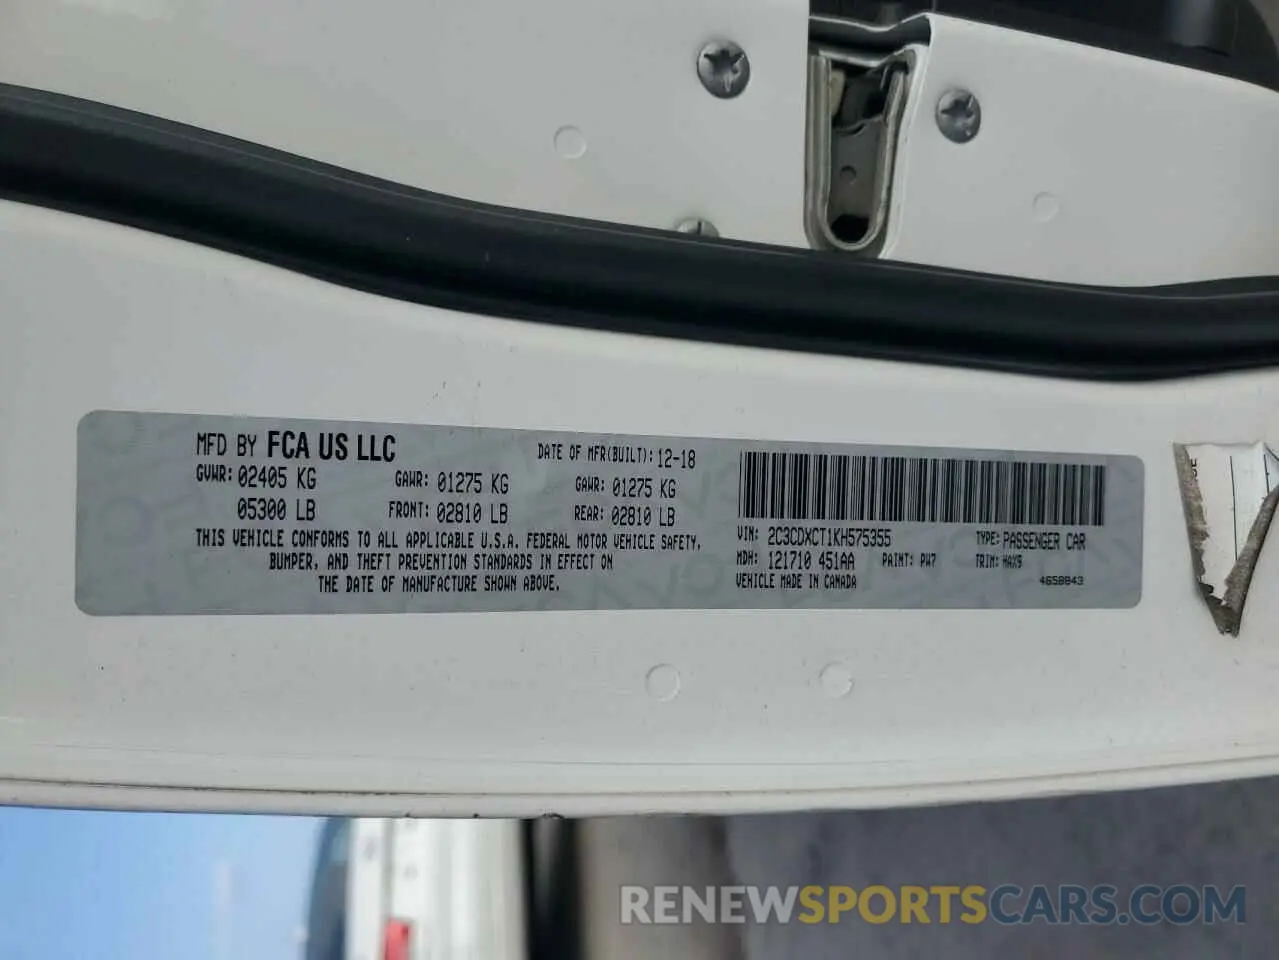 MFD BY FCA US LLC
DATE OF MFR(BUILT): 12-18
GVWR: 02405 KG
GAWR: 01275 KG
GAWR: 01275 KG
05300 LB
FRONT: 02810 LB
REAR: 02810 LB
THIS VEHICLE CONFORMS TO ALL APPLICABLE U.S.A. FEDERAL MOTOR VEHICLE SAFETY,
BUMPER, AND THEFT PREVENTION STANDARDS IN EFFECT ON
THE DATE OF MANUFACTURE SHOWN ABOVE.
VIN: 2C3CDXCT1KH575355
TYPE: PASSENGER CAR
MDH: 121710 451AA
PAINT: PW7
TRIM: HAX9
VEHICLE MADE IN CANADA
4658843
RENEWSPORTSCARS.COM